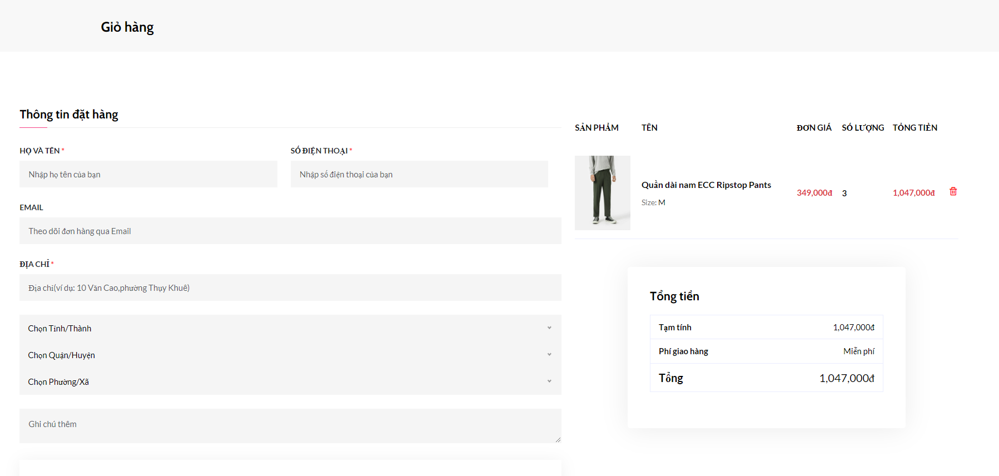 Giỏ hàng
Thông tin đặt hàng
HỌ VÀ TÊN *
SỐ ĐIỆN THOẠI *
Nhập họ tên của bạn
Nhập số điện thoại của bạn
EMAIL
Theo dõi đơn hàng qua Email
ĐỊA CHỈ *
Địa chỉ(ví dụ: 10 Văn Cao,phường Thụy Khuê)
Chọn Tỉnh/Thành
Chọn Quận/Huyện
Chọn Phường/Xã
Ghi chú thêm
SẢN PHẨM TÊN ĐƠN GIÁ SỐ LƯỢNG TỔNG TIỀN
Quần dài nam ECC Ripstop Pants
349,000đ 3 1,047,000đ
Size: M
Tổng tiền
Tạm tính 1,047,000đ
Phí giao hàng Miễn phí
Tổng 1,047,000đ